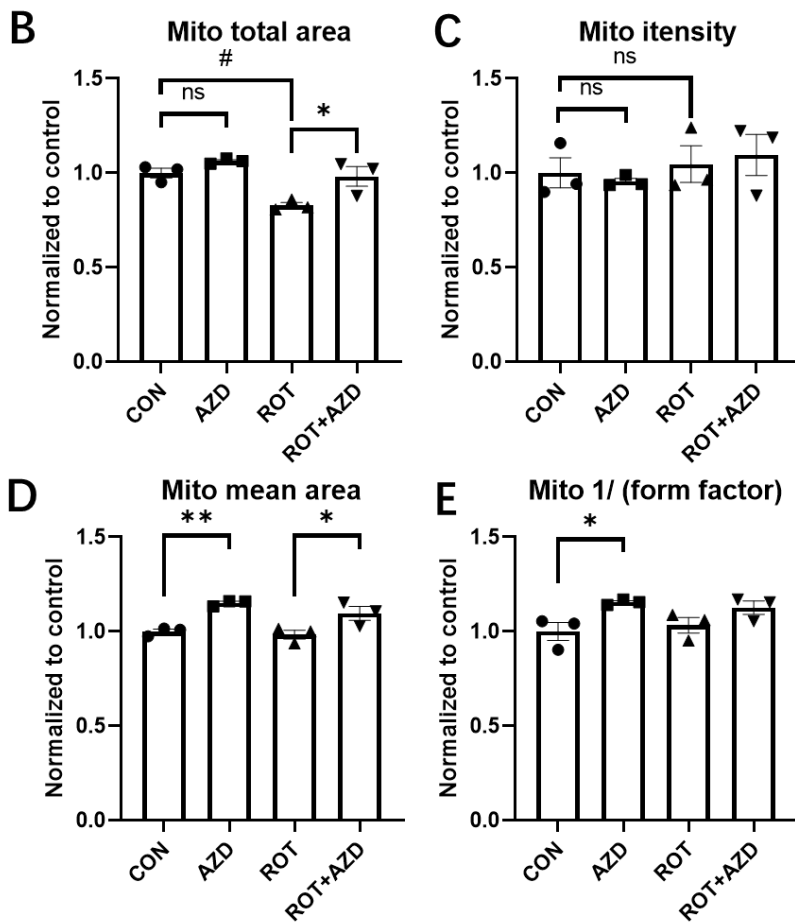 B
Mito total area
#
ns
*
Normalized to control
1.5
1.0
0.5
0.0
CON
AZD
ROT
ROT+AZD
C
Mito itensity
ns
ns
Normalized to control
1.5
1.0
0.5
0.0
CON
AZD
ROT
ROT+AZD
D
Mito mean area
**
*
Normalized to control
1.5
1.0
0.5
0.0
CON
AZD
ROT
ROT+AZD
E
Mito 1/ (form factor)
*
Normalized to control
1.5
1.0
0.5
0.0
CON
AZD
ROT
ROT+AZD